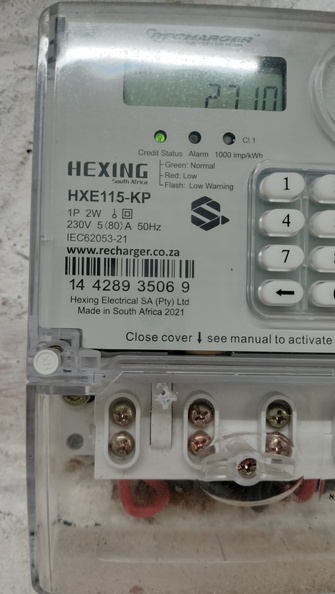 RECHARGER
27.10
Cl.1
Credit Status Alarm 1000 imp/kWh
Green: Normal
Red: Low
Flash: Low Warning
HEXING
South Africa
HXE115-KP
1P 2W
230V 5(80)A 50Hz
IEC62053-21
www.recharger.co.za
14 4289 3506 9
Hexing Electrical SA (Pty) Ltd
Made in South Africa 2021
1
4
7
←
Close cover ↓ see manual to activate